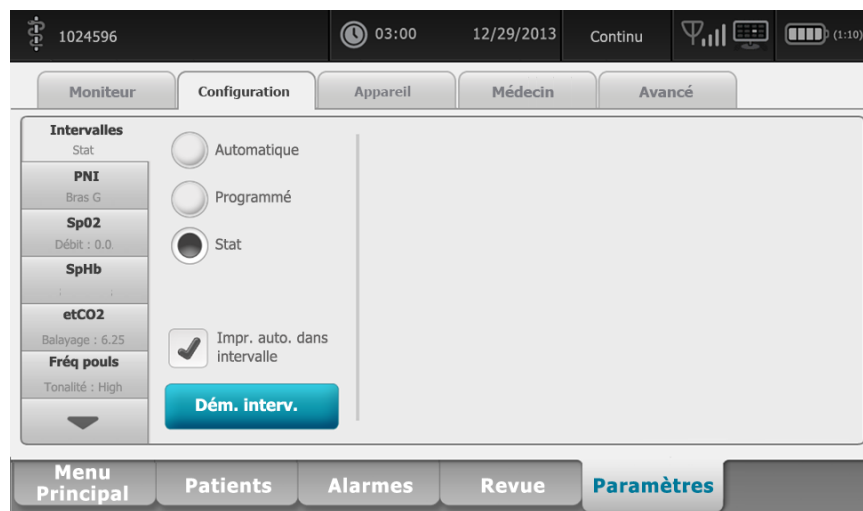 1024596
03:00
12/29/2013
Continu
(1:10)
Moniteur
Configuration
Appareil
Médecin
Avancé
Intervalles
Stat
PNI
Bras G
Sp02
Débit : 0.0.
SpHb
: :
etCO2
Balayage : 6.25
Fréq pouls
Tonalité : High
Automatique
Programmé
Stat
Impr. auto. dans
intervalle
Dém. interv.
Menu
Principal
Patients
Alarmes
Revue
Paramètres